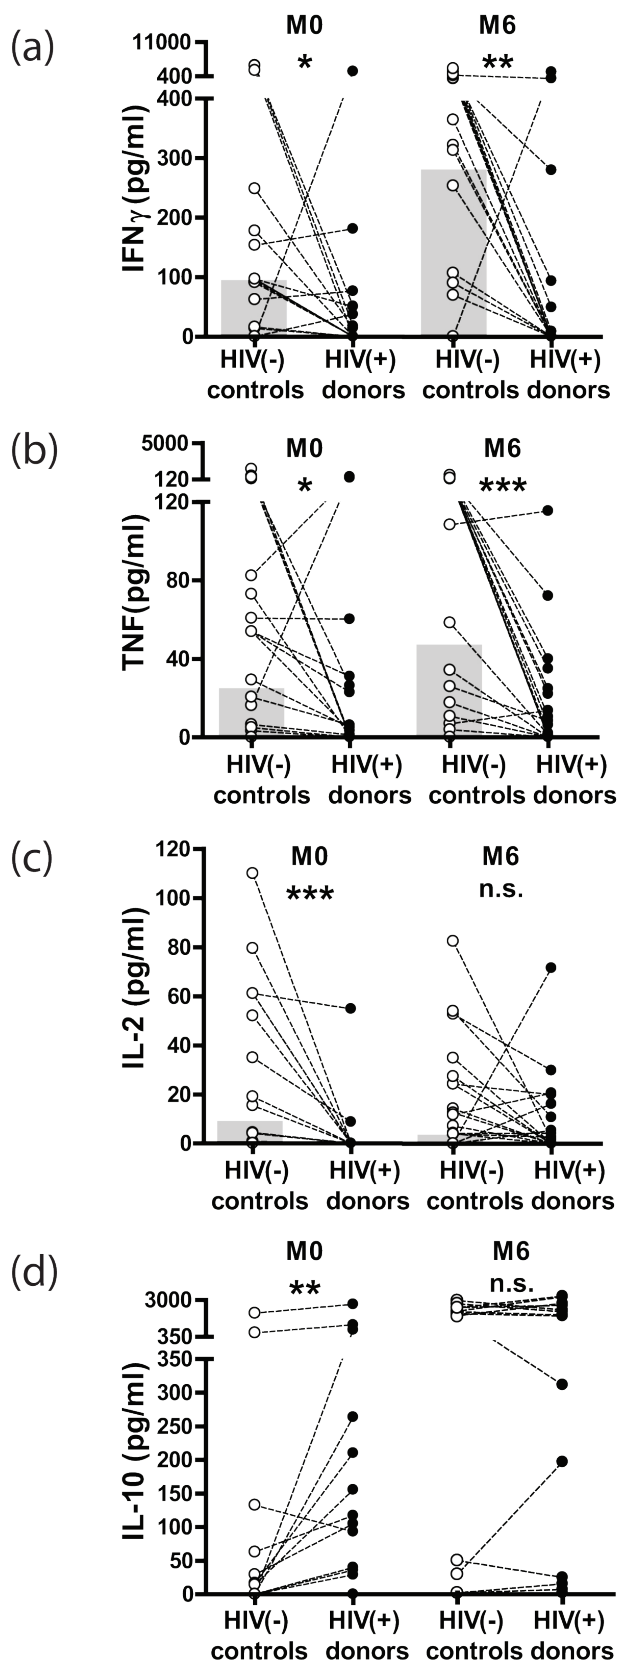 (a)
M0 M6
* **
11000
400
400
300
200
100
0
IFNγ (pg/ml)
HIV(-) HIV(+) HIV(-) HIV(+)
controls donors controls donors
(b)
M0 M6
* ***
5000
120
120
80
40
0
TNF(pg/ml)
HIV(-) HIV(+) HIV(-) HIV(+)
controls donors controls donors
(c)
M0 M6
*** n.s.
120
100
80
60
40
20
0
IL-2 (pg/ml)
HIV(-) HIV(+) HIV(-) HIV(+)
controls donors controls donors
(d)
M0 M6
** n.s.
3000
350
350
300
250
200
150
100
50
0
IL-10 (pg/ml)
HIV(-) HIV(+) HIV(-) HIV(+)
controls donors controls donors